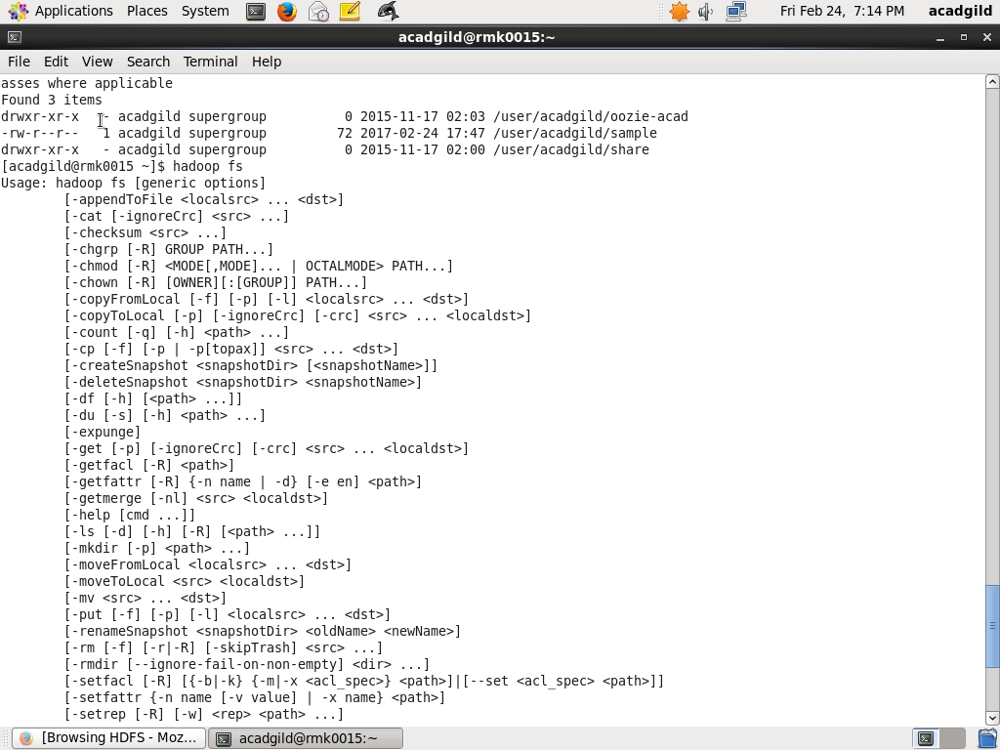 Applications Places System Fri Feb 24, 7:14 PM acadgild
acadgild@rmk0015:~
File Edit View Search Terminal Help
asses where applicable
Found 3 items
drwxr-xr-x   - acadgild supergroup          0 2015-11-17 02:03 /user/acadgild/oozie-acad
-rw-r--r--   1 acadgild supergroup         72 2017-02-24 17:47 /user/acadgild/sample
drwxr-xr-x   - acadgild supergroup          0 2015-11-17 02:00 /user/acadgild/share
[acadgild@rmk0015 ~]$ hadoop fs
Usage: hadoop fs [generic options]
        [-appendToFile <localsrc> ... <dst>]
        [-cat [-ignoreCrc] <src> ...]
        [-checksum <src> ...]
        [-chgrp [-R] GROUP PATH...]
        [-chmod [-R] <MODE[,MODE]... | OCTALMODE> PATH...]
        [-chown [-R] [OWNER][:[GROUP]] PATH...]
        [-copyFromLocal [-f] [-p] [-l] <localsrc> ... <dst>]
        [-copyToLocal [-p] [-ignoreCrc] [-crc] <src> ... <localdst>]
        [-count [-q] [-h] <path> ...]
        [-cp [-f] [-p | -p[topax]] <src> ... <dst>]
        [-createSnapshot <snapshotDir> [<snapshotName>]]
        [-deleteSnapshot <snapshotDir> <snapshotName>]
        [-df [-h] [<path> ...]]
        [-du [-s] [-h] <path> ...]
        [-expunge]
        [-get [-p] [-ignoreCrc] [-crc] <src> ... <localdst>]
        [-getfacl [-R] <path>]
        [-getfattr [-R] {-n name | -d} [-e en] <path>]
        [-getmerge [-nl] <src> <localdst>]
        [-help [cmd ...]]
        [-ls [-d] [-h] [-R] [<path> ...]]
        [-mkdir [-p] <path> ...]
        [-moveFromLocal <localsrc> ... <dst>]
        [-moveToLocal <src> <localdst>]
        [-mv <src> ... <dst>]
        [-put [-f] [-p] [-l] <localsrc> ... <dst>]
        [-renameSnapshot <snapshotDir> <oldName> <newName>]
        [-rm [-f] [-r|-R] [-skipTrash] <src> ...]
        [-rmdir [--ignore-fail-on-non-empty] <dir> ...]
        [-setfacl [-R] [{-b|-k} {-m|-x <acl_spec>} <path>]|[--set <acl_spec> <path>]]
        [-setfattr {-n name [-v value] | -x name} <path>]
        [-setrep [-R] [-w] <rep> <path> ...]
[Browsing HDFS - Moz... acadgild@rmk0015:~